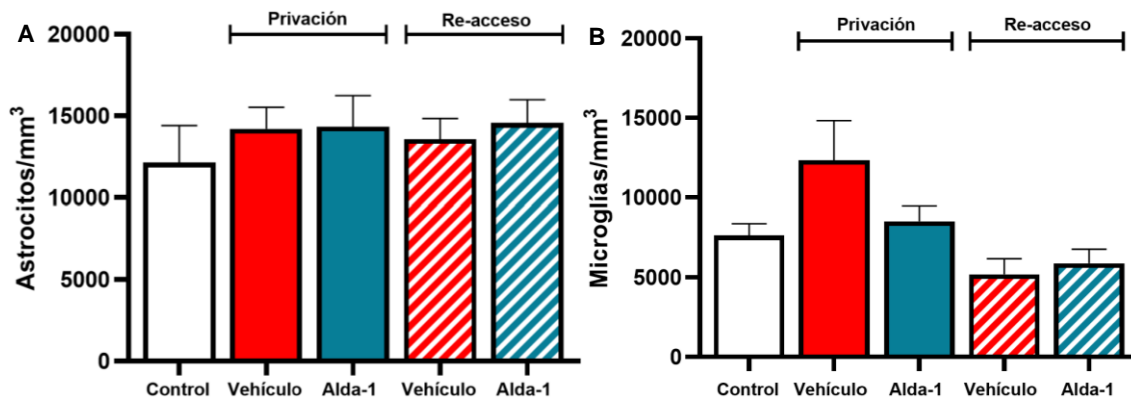 A
Astrocitos/mm³
20000
15000
10000
5000
0
Privación
Re-acceso
Control Vehículo Alda-1 Vehículo Alda-1
B
Microglías/mm³
20000
15000
10000
5000
0
Privación
Re-acceso
Control Vehículo Alda-1 Vehículo Alda-1